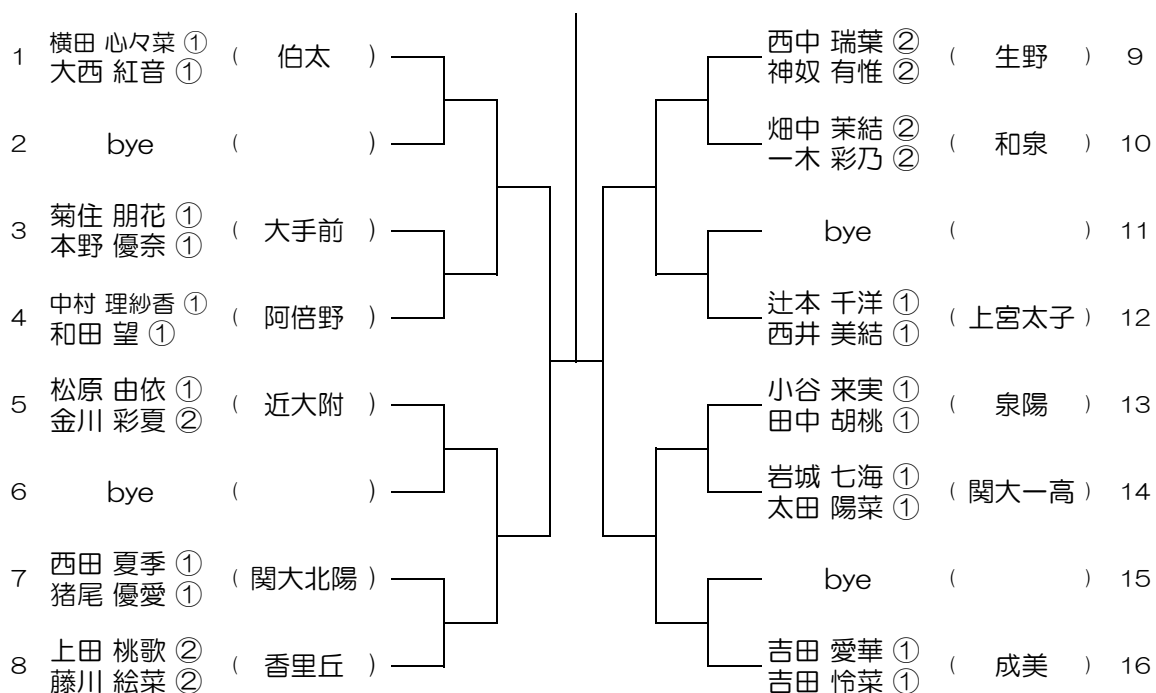 1 横田 心々菜 ① ( 伯太 )
大西 紅音 ①
2 bye ( )
3 菊住 朋花 ① ( 大手前 )
本野 優奈 ①
4 中村 理紗香 ① ( 阿倍野 )
和田 望 ①
5 松原 由依 ① ( 近大附 )
金川 彩夏 ②
6 bye ( )
7 西田 夏季 ① ( 関大北陽 )
猪尾 優愛 ①
8 上田 桃歌 ② ( 香里丘 )
藤川 絵菜 ②
西中 瑞葉 ② ( 生野 ) 9
神奴 有惟 ②
畑中 茉結 ② ( 和泉 ) 10
一木 彩乃 ②
bye ( ) 11
辻本 千洋 ① ( 上宮太子 ) 12
西井 美結 ①
小谷 来実 ① ( 泉陽 ) 13
田中 胡桃 ①
岩城 七海 ① ( 関大一高 ) 14
太田 陽菜 ①
bye ( ) 15
吉田 愛華 ① ( 成美 ) 16
吉田 怜菜 ①